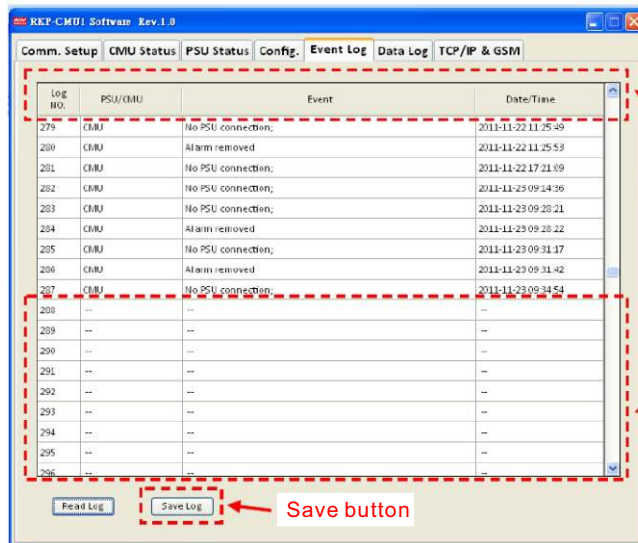 RKP-CMU1 Software Rev.1.0
Comm. Setup CMU Status PSU Status Config. Event Log Data Log TCP/IP & GSM
Log NO. PSU/CMU Event Date/Time
279 CMU No PSU connection; 2011-11-22 11:25:49
280 CMU Alarm removed 2011-11-22 11:25:53
281 CMU No PSU connection; 2011-11-22 17:21:09
282 CMU No PSU connection; 2011-11-23 09:14:36
283 CMU No PSU connection; 2011-11-23 09:28:21
284 CMU Alarm removed 2011-11-23 09:28:22
285 CMU No PSU connection; 2011-11-23 09:31:17
286 CMU Alarm removed 2011-11-23 09:31:42
287 CMU No PSU connection; 2011-11-23 09:34:54
288 -- -- --
289 -- -- --
290 -- -- --
291 -- -- --
292 -- -- --
293 -- -- --
294 -- -- --
295 -- -- --
296 -- -- --
Read Log Save Log Save button